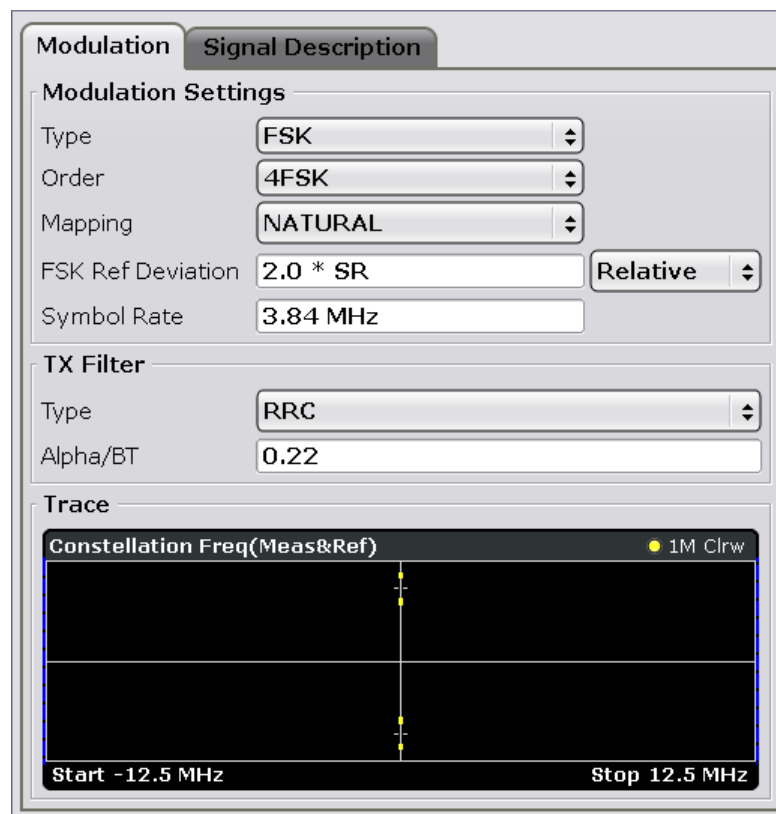 Modulation Signal Description
Modulation Settings
Type FSK
Order 4FSK
Mapping NATURAL
FSK Ref Deviation 2.0 * SR Relative
Symbol Rate 3.84 MHz
TX Filter
Type RRC
Alpha/BT 0.22
Trace
Constellation Freq(Meas&Ref) 1M Clrw
Start -12.5 MHz Stop 12.5 MHz